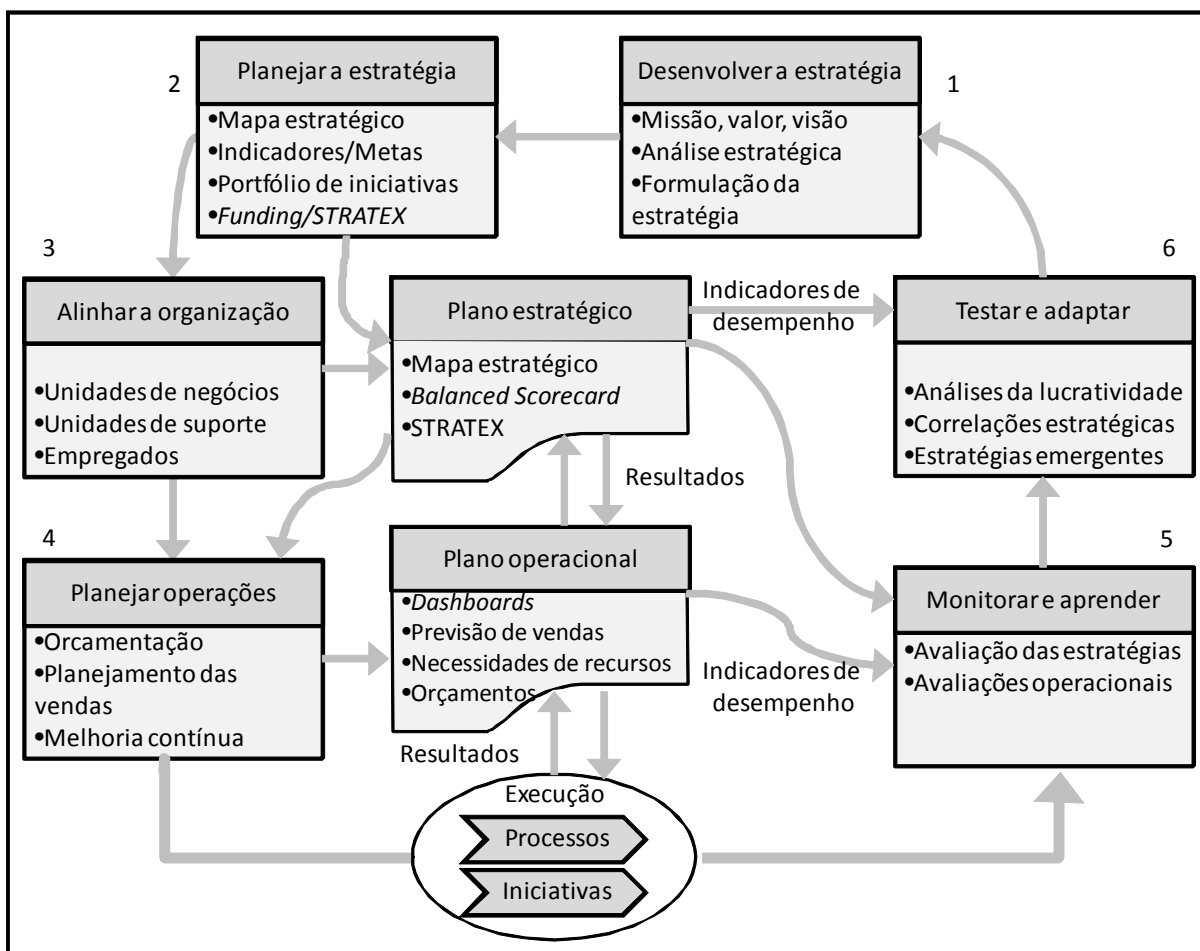 2
Planejar a estratégia
•Mapa estratégico
•Indicadores/Metas
•Portfólio de iniciativas
•Funding/STRATEX
Desenvolver a estratégia
1
•Missão, valor, visão
•Análise estratégica
•Formulação da
estratégia
3
Alinhar a organização
•Unidades de negócios
•Unidades de suporte
•Empregados
Plano estratégico
•Mapa estratégico
•Balanced Scorecard
•STRATEX
Indicadores de
desempenho
6
Testar e adaptar
•Análises da lucratividade
•Correlações estratégicas
•Estratégias emergentes
Resultados
4
Planejar operações
•Orcamentação
•Planejamento das
vendas
•Melhoria contínua
Plano operacional
•Dashboards
•Previsão de vendas
•Necessidades de recursos
•Orçamentos
Indicadores de
desempenho
5
Monitorar e aprender
•Avaliação das estratégias
•Avaliações operacionais
Resultados
Execução
Processos
Iniciativas